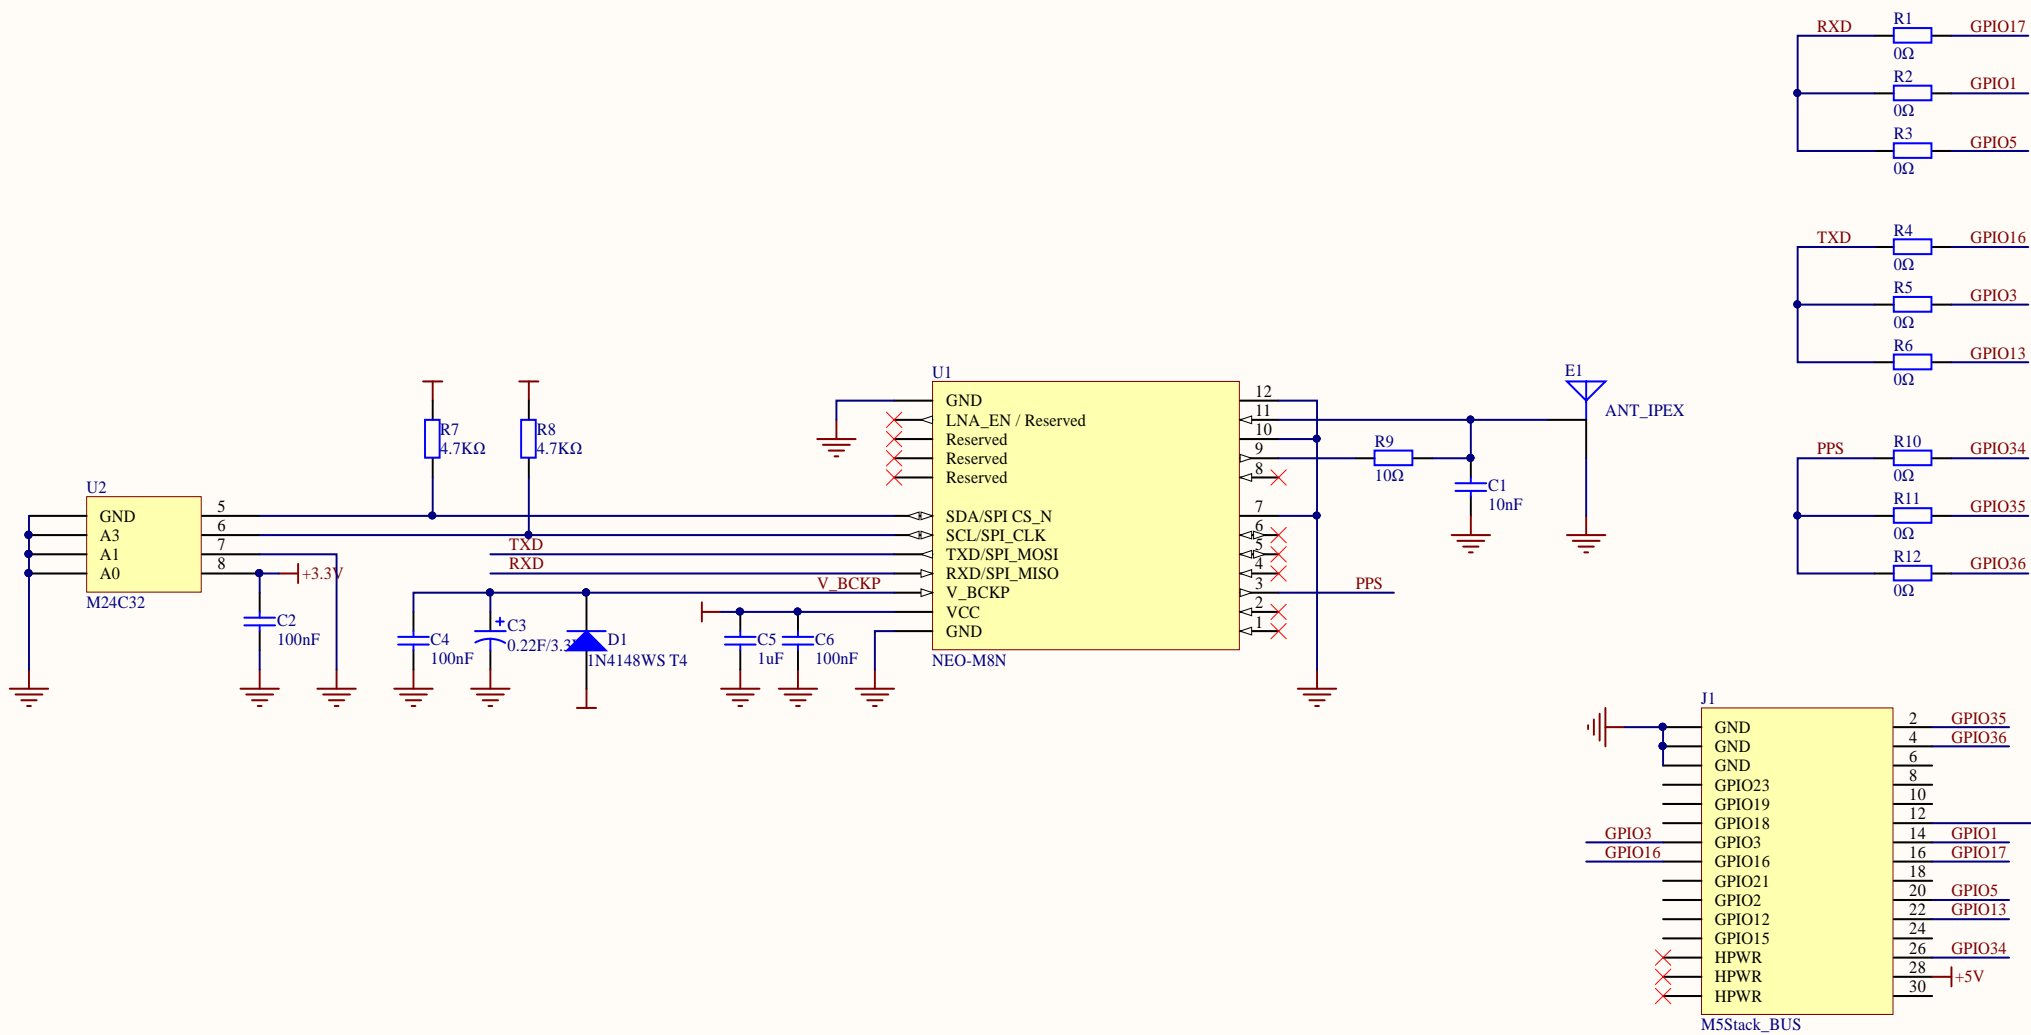 RXD
R1
0Ω
GPIO17
R2
0Ω
GPIO1
R3
0Ω
GPIO5
TXD
R4
0Ω
GPIO16
R5
0Ω
GPIO3
R6
0Ω
GPIO13
PPS
R10
0Ω
GPIO34
R11
0Ω
GPIO35
R12
0Ω
GPIO36
U2
GND
A3
A1
A0
5
6
7
8
M24C32
+3.3V
C2
100nF
R7
4.7KΩ
R8
4.7KΩ
TXD
RXD
V_BCKP
C4
100nF
+
C3
0.22F/3.3
D1
1N4148WS T4
C5
1uF
C6
100nF
U1
GND
LNA_EN / Reserved
Reserved
Reserved
Reserved
SDA/SPI CS_N
SCL/SPI_CLK
TXD/SPI_MOSI
RXD/SPI_MISO
V_BCKP
VCC
GND
12
11
10
9
8
7
6
5
4
3
2
1
NEO-M8N
PPS
R9
10Ω
C1
10nF
E1
ANT_IPEX
J1
GND
GND
GND
GPIO23
GPIO19
GPIO18
GPIO3
GPIO16
GPIO21
GPIO2
GPIO12
GPIO15
HPWR
HPWR
HPWR
GPIO3
GPIO16
2
4
6
8
10
12
14
16
18
20
22
24
26
28
30
GPIO35
GPIO36
GPIO1
GPIO17
GPIO5
GPIO13
GPIO34
+5V
M5Stack_BUS